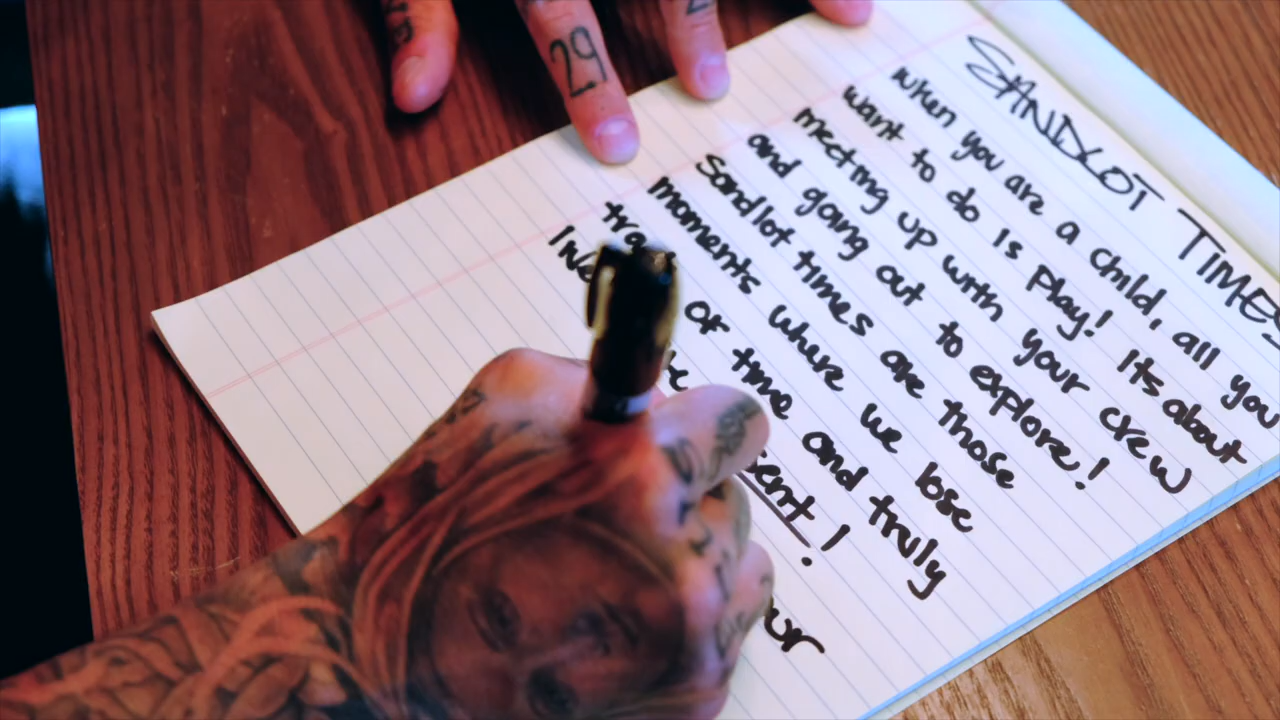 SANDLOT TIMES
when you are a child, all you
want to do is play! Its about
meeting up with your crew
and going out to explore!
Sandlot times are those
moments where we lose
of time and truly
29